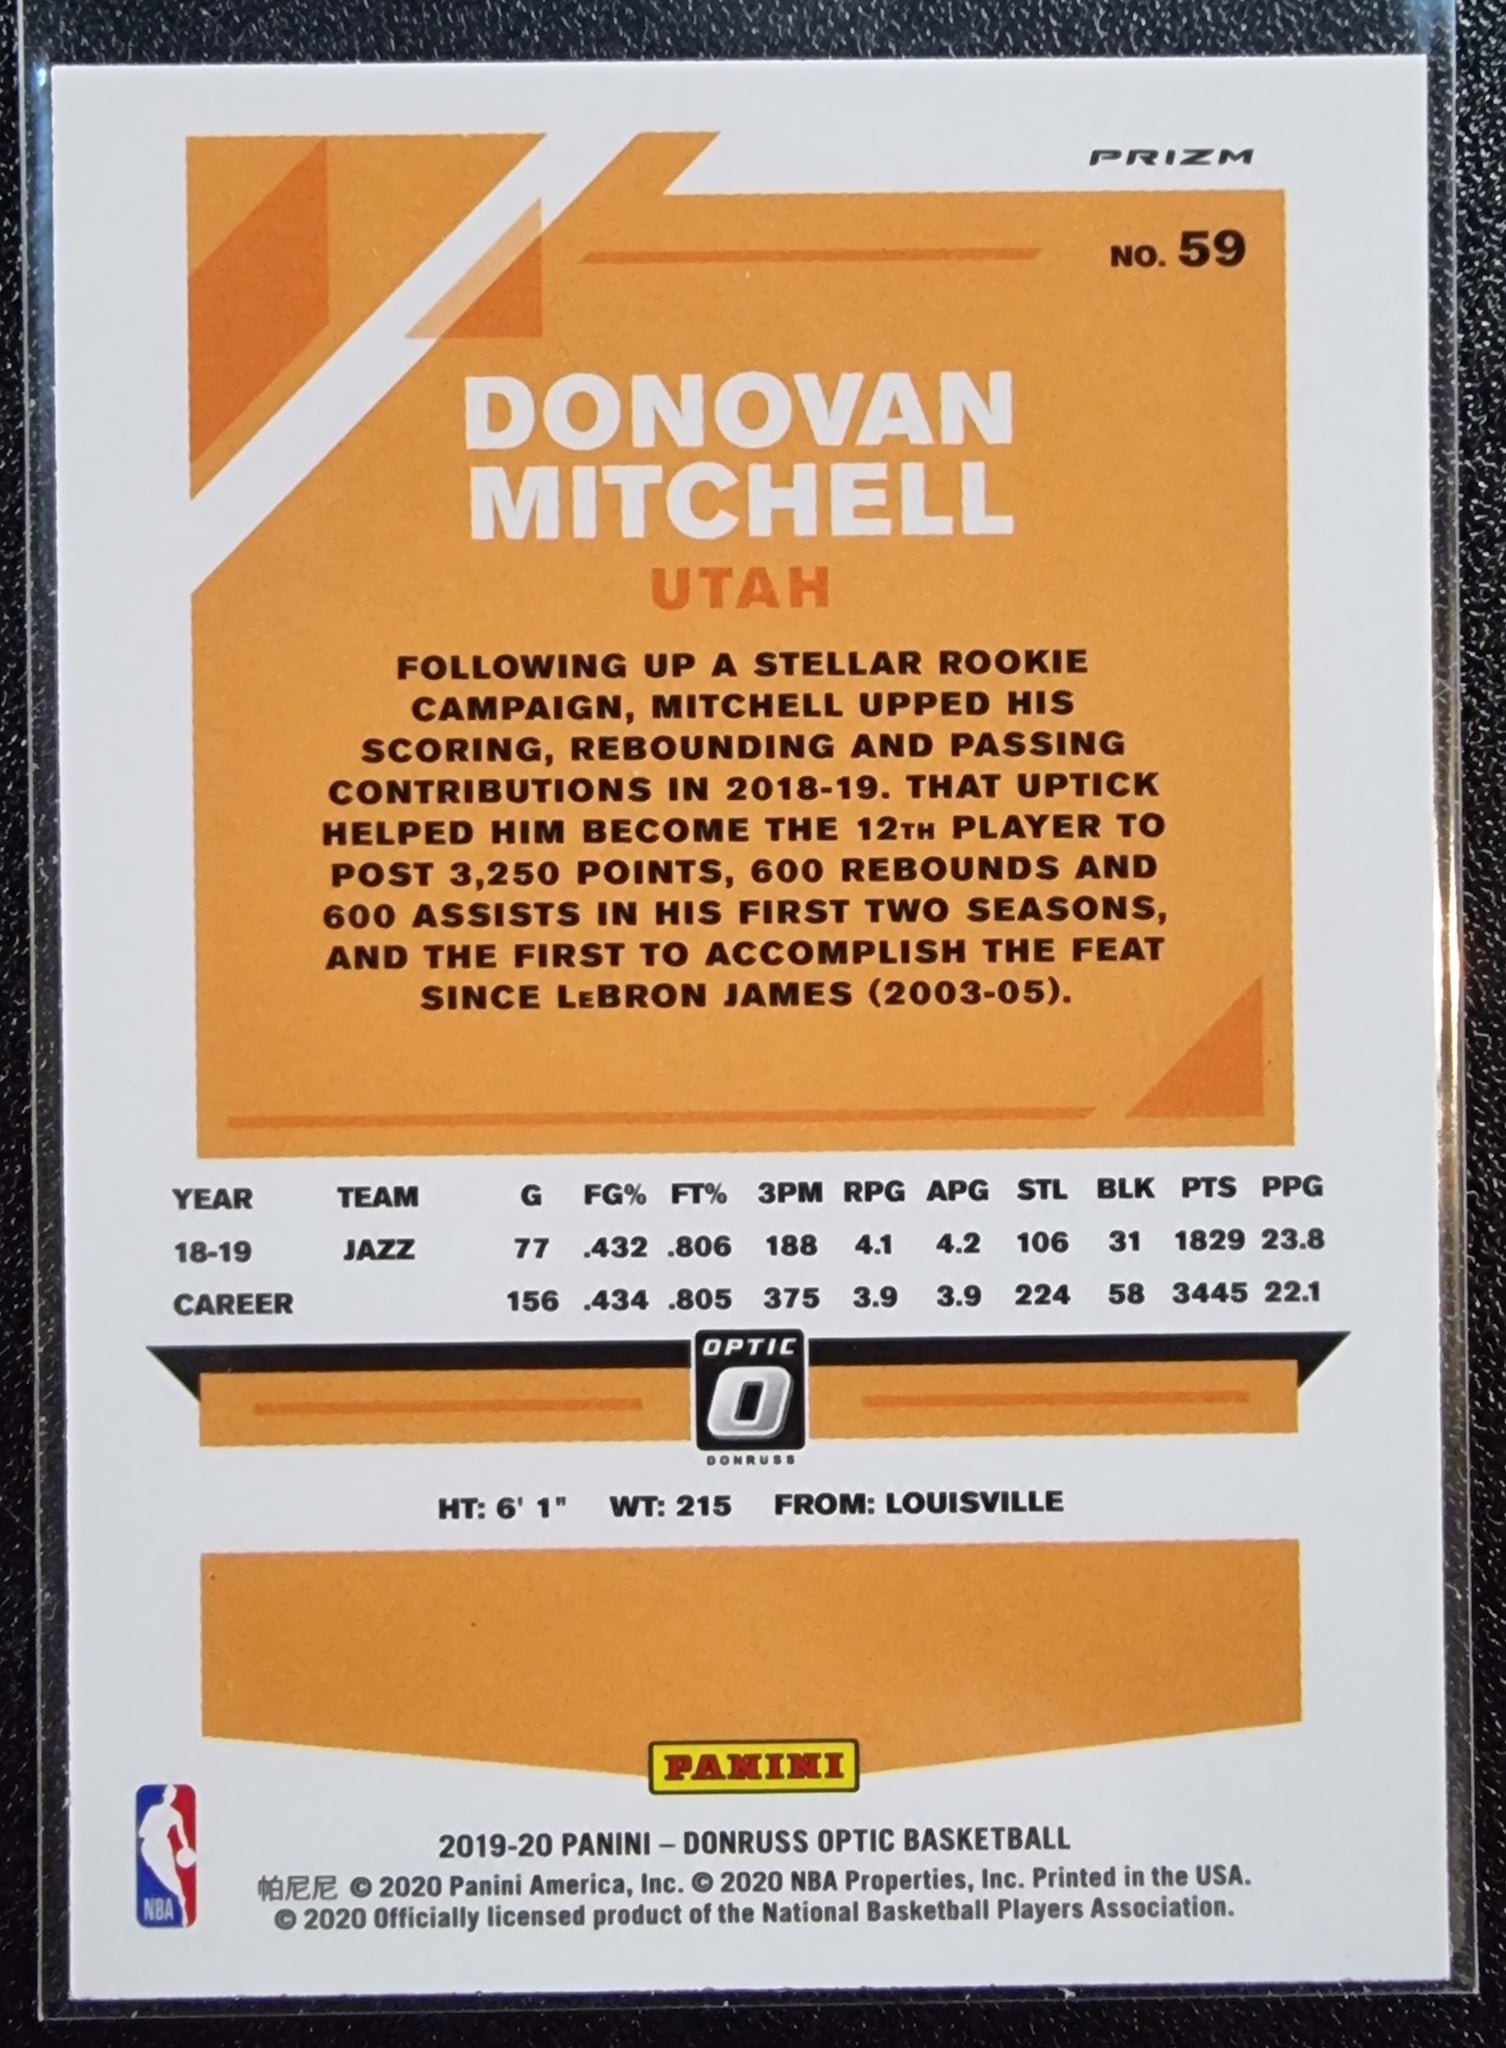 PRIZM
NO. 59
DONOVAN
MITCHELL
UTAH
FOLLOWING UP A STELLAR ROOKIE
CAMPAIGN, MITCHELL UPPED HIS
SCORING, REBOUNDING AND PASSING
CONTRIBUTIONS IN 2018-19. THAT UPTICK
HELPED HIM BECOME THE 12TH PLAYER TO
POST 3,250 POINTS, 600 REBOUNDS AND
600 ASSISTS IN HIS FIRST TWO SEASONS,
AND THE FIRST TO ACCOMPLISH THE FEAT
SINCE LeBRON JAMES (2003-05).
YEAR TEAM G FG% FT% 3PM RPG APG STL BLK PTS PPG
18-19 JAZZ 77 .432 .806 188 4.1 4.2 106 31 1829 23.8
CAREER 156 .434 .805 375 3.9 3.9 224 58 3445 22.1
OPTIC
O
DONRUSS
HT: 6' 1" WT: 215 FROM: LOUISVILLE
PANINI
NBA
2019-20 PANINI – DONRUSS OPTIC BASKETBALL
帕尼尼 © 2020 Panini America, Inc. © 2020 NBA Properties, Inc. Printed in the USA.
© 2020 Officially licensed product of the National Basketball Players Association.